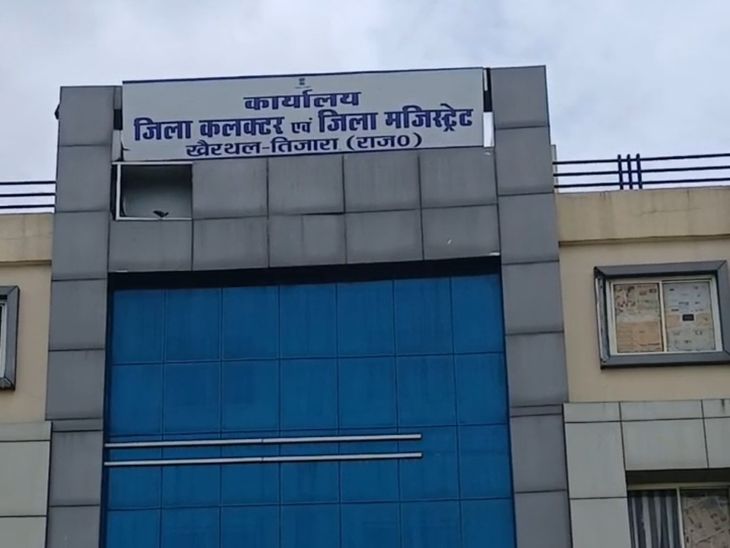 कार्यालय
जिला कलक्टर एवं जिला मजिस्ट्रेट
खैरथल-तिजारा (राज०)